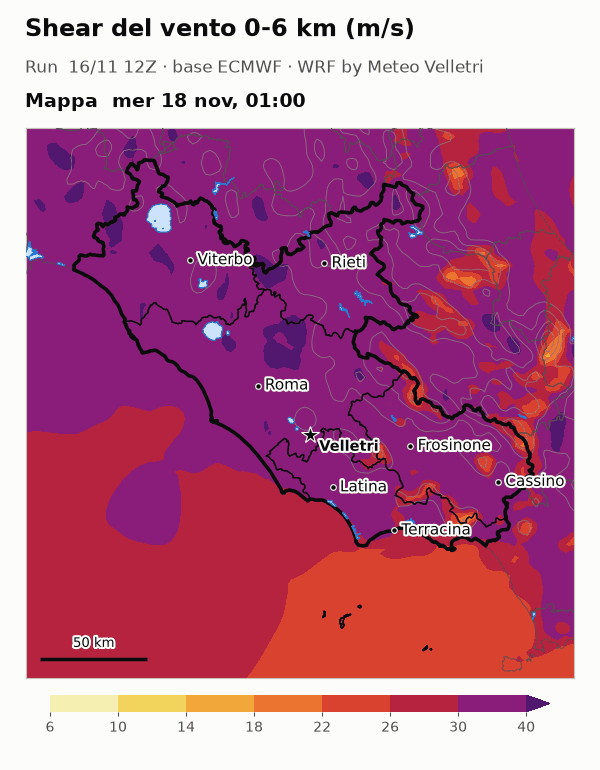 Shear del vento 0-6 km (m/s)
Run  16/11 12Z · base ECMWF · WRF by Meteo Velletri
Mappa  mer 18 nov, 01:00
Viterbo
Rieti
Roma
Velletri
Frosinone
Latina
Cassino
Terracina
50 km
6 10 14 18 22 26 30 40